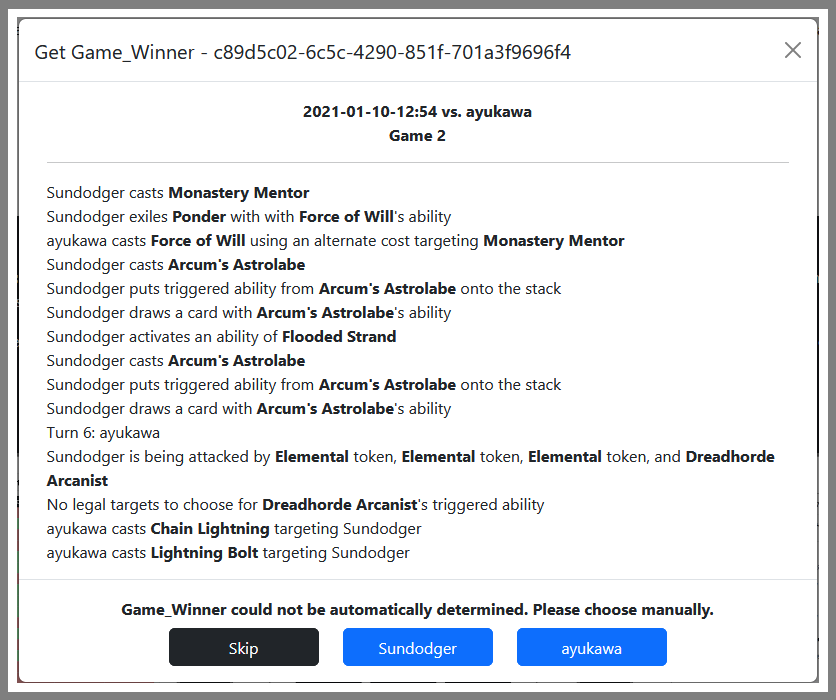 Get Game_Winner - c89d5c02-6c5c-4290-851f-701a3f9696f4
2021-01-10-12:54 vs. ayukawa
Game 2
Sundodger casts Monastery Mentor
Sundodger exiles Ponder with with Force of Will's ability
ayukawa casts Force of Will using an alternate cost targeting Monastery Mentor
Sundodger casts Arcum's Astrolabe
Sundodger puts triggered ability from Arcum's Astrolabe onto the stack
Sundodger draws a card with Arcum's Astrolabe's ability
Sundodger activates an ability of Flooded Strand
Sundodger casts Arcum's Astrolabe
Sundodger puts triggered ability from Arcum's Astrolabe onto the stack
Sundodger draws a card with Arcum's Astrolabe's ability
Turn 6: ayukawa
Sundodger is being attacked by Elemental token, Elemental token, Elemental token, and Dreadhorde
Arcanist
No legal targets to choose for Dreadhorde Arcanist's triggered ability
ayukawa casts Chain Lightning targeting Sundodger
ayukawa casts Lightning Bolt targeting Sundodger
Game_Winner could not be automatically determined. Please choose manually.
Skip
Sundodger
ayukawa